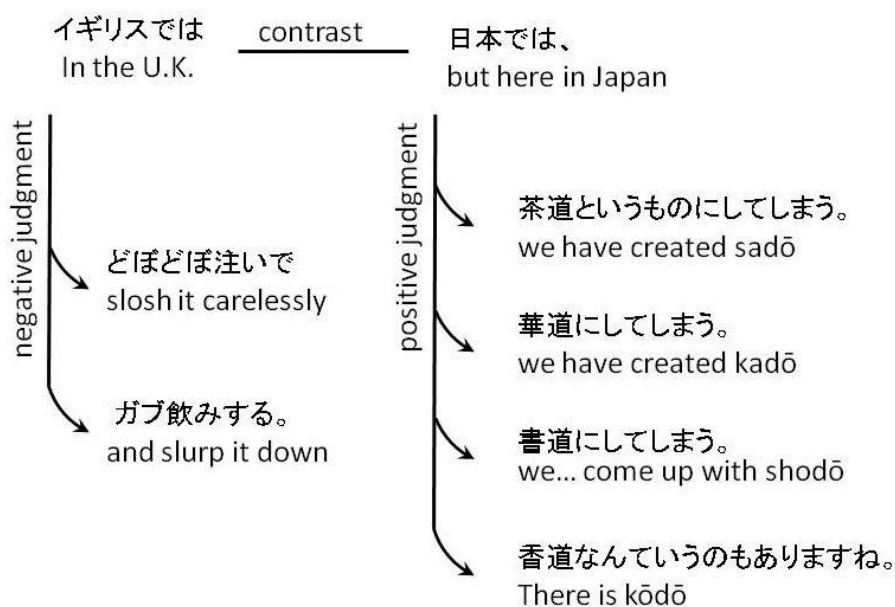 イギリスでは
In the U.K.
contrast
日本では、
but here in Japan
negative judgment
どぼどぼ注いで
slosh it carelessly
ガブ飲みする。
and slurp it down
positive judgment
茶道というものにしてしまう。
we have created sadō
華道にしてしまう。
we have created kadō
書道にしてしまう。
we... come up with shodō
香道なんていうのもありますね。
There is kōdō